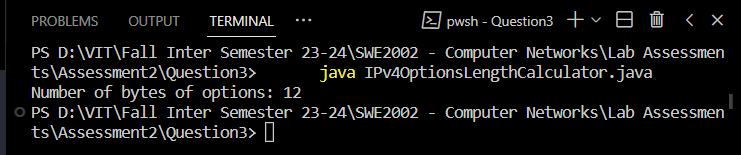 PROBLEMS OUTPUT TERMINAL ... pwsh - Question3
PS D:\VIT\Fall Inter Semester 23-24\SWE2002 - Computer Networks\Lab Assessmen
ts\Assessment2\Question3> java IPv4OptionsLengthCalculator.java
Number of bytes of options: 12
PS D:\VIT\Fall Inter Semester 23-24\SWE2002 - Computer Networks\Lab Assessmen
ts\Assessment2\Question3>